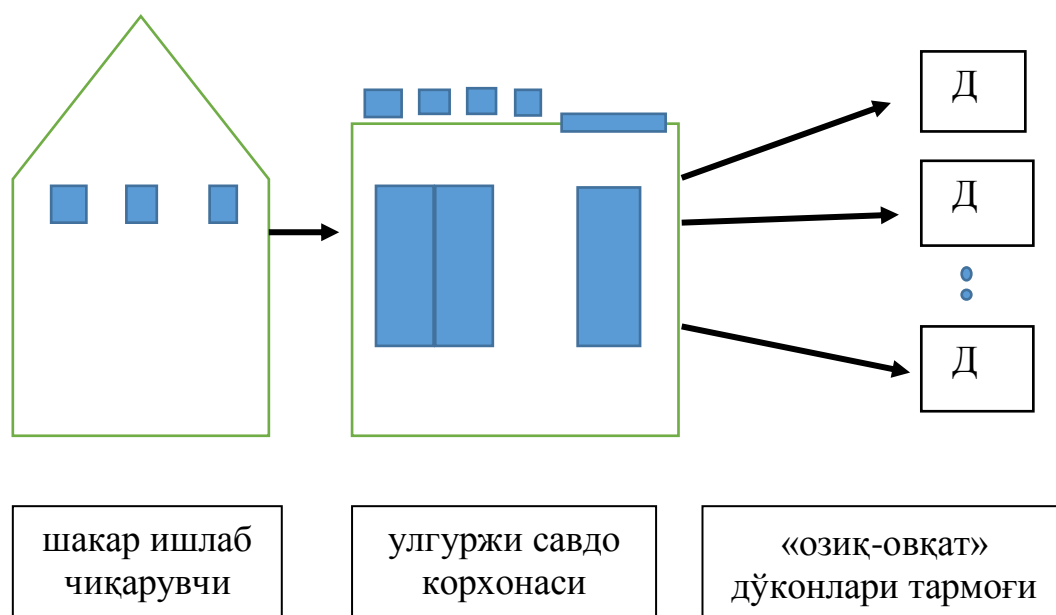 Д
Д
Д
шакар ишлаб
чиқарувчи
улгуржи савдо
корхонаси
«озиқ-овқат»
дўконлари тармоғи